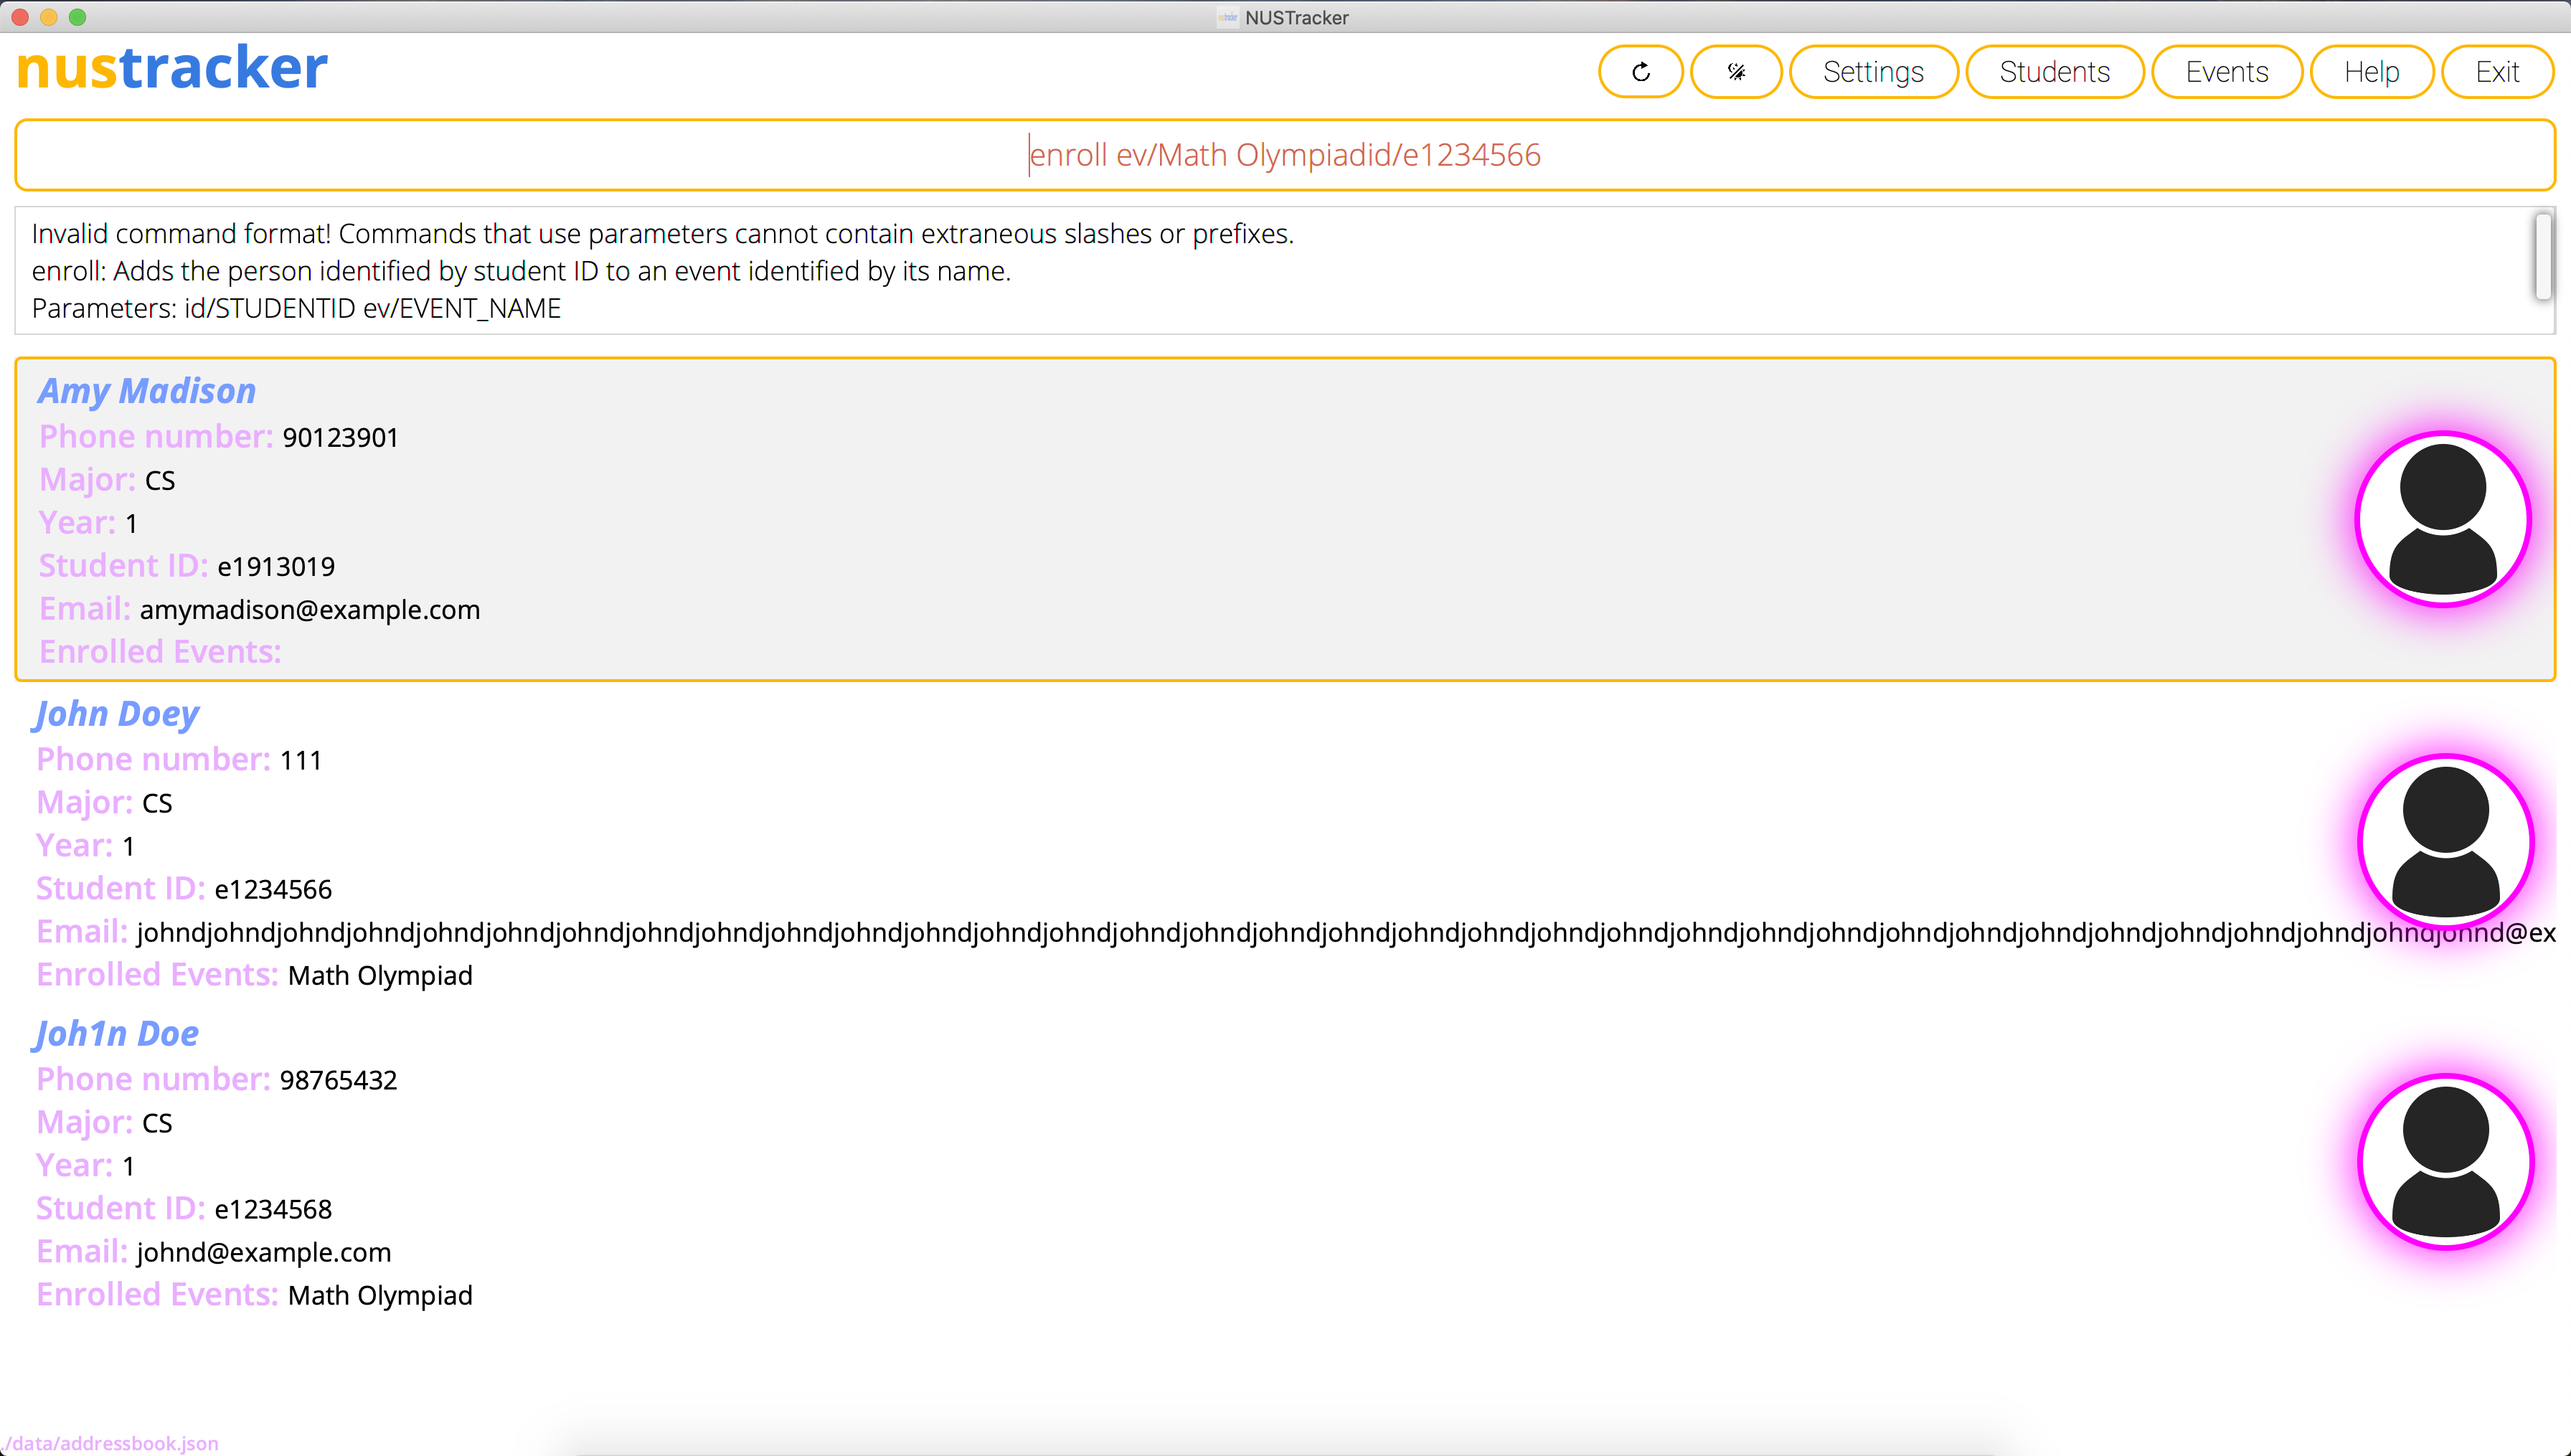 NUSTracker
nustracker
Settings Students Events Help Exit
enroll ev/Math Olympiadid/e1234566
Invalid command format! Commands that use parameters cannot contain extraneous slashes or prefixes.
enroll: Adds the person identified by student ID to an event identified by its name.
Parameters: id/STUDENTID ev/EVENT_NAME
Amy Madison
Phone number: 90123901
Major: CS
Year: 1
Student ID: e1913019
Email: amymadison@example.com
Enrolled Events:
John Doey
Phone number: 111
Major: CS
Year: 1
Student ID: e1234566
Email: johndjohndjohndjohndjohndjohndjohndjohndjohndjohndjohndjohndjohndjohndjohndjohndjohndjohndjohndjohndjohndjohndjohndjohndjohndjohndjohndjohndjohndjohndjohndjohndjohndjohnd@ex
Enrolled Events: Math Olympiad
Joh1n Doe
Phone number: 98765432
Major: CS
Year: 1
Student ID: e1234568
Email: johnd@example.com
Enrolled Events: Math Olympiad
./data/addressbook.json